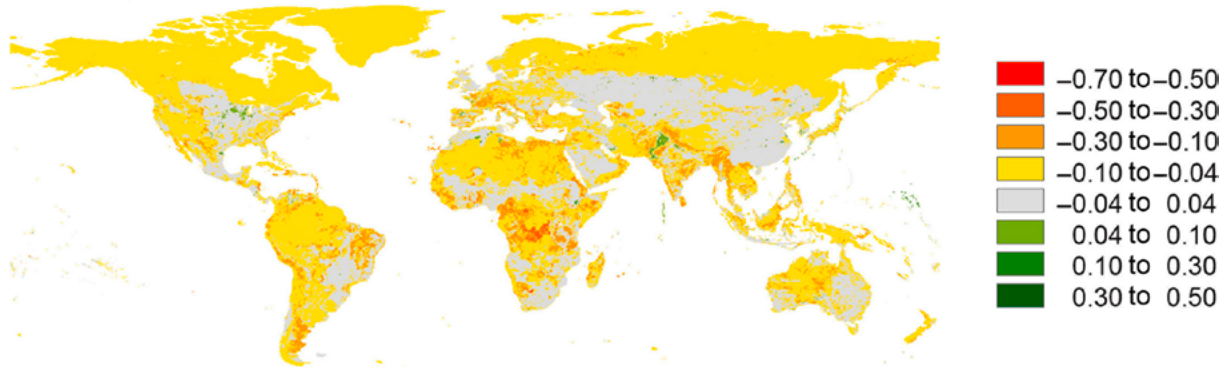 −0.70 to −0.50
−0.50 to −0.30
−0.30 to −0.10
−0.10 to −0.04
−0.04 to 0.04
0.04 to 0.10
0.10 to 0.30
0.30 to 0.50